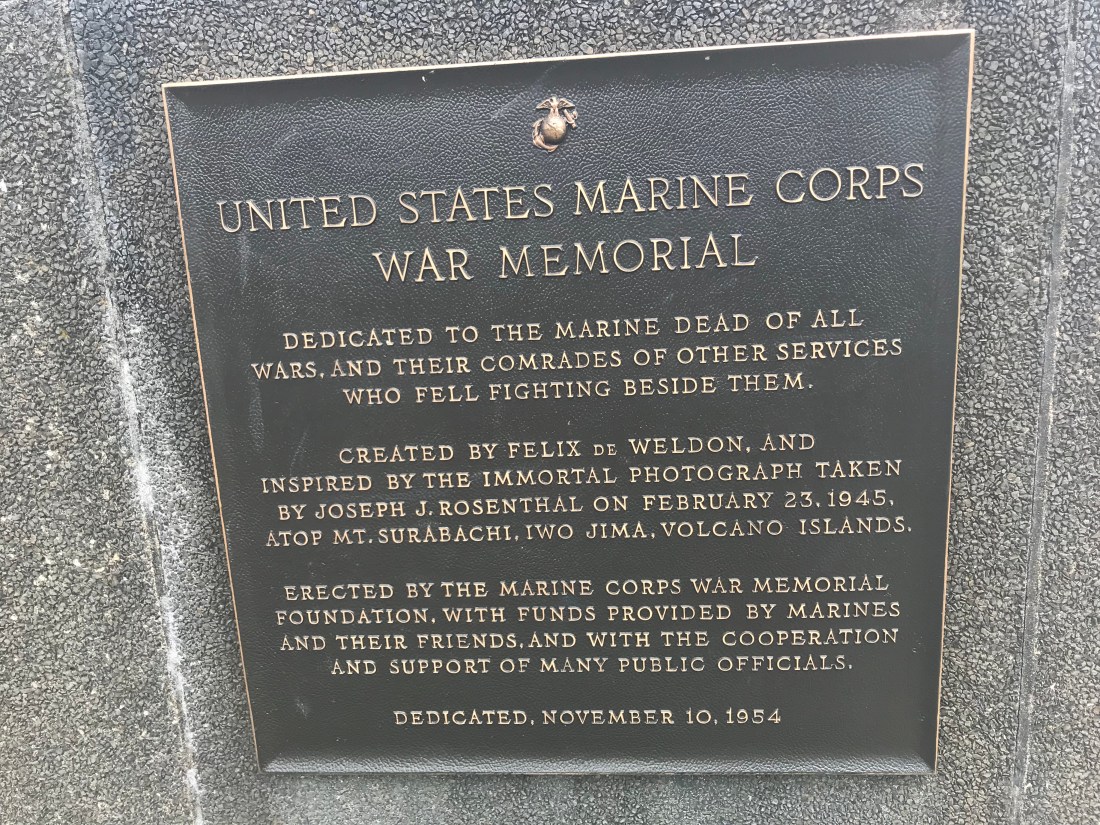 UNITED STATES MARINE CORPS
WAR MEMORIAL
DEDICATED TO THE MARINE DEAD OF ALL
WARS, AND THEIR COMRADES OF OTHER SERVICES
WHO FELL FIGHTING BESIDE THEM.
CREATED BY FELIX DE WELDON, AND
INSPIRED BY THE IMMORTAL PHOTOGRAPH TAKEN
BY JOSEPH J. ROSENTHAL ON FEBRUARY 23, 1945,
ATOP MT. SURABACHI, IWO JIMA, VOLCANO ISLANDS.
ERECTED BY THE MARINE CORPS WAR MEMORIAL
FOUNDATION, WITH FUNDS PROVIDED BY MARINES
AND THEIR FRIENDS, AND WITH THE COOPERATION
AND SUPPORT OF MANY PUBLIC OFFICIALS.
DEDICATED, NOVEMBER 10, 1954